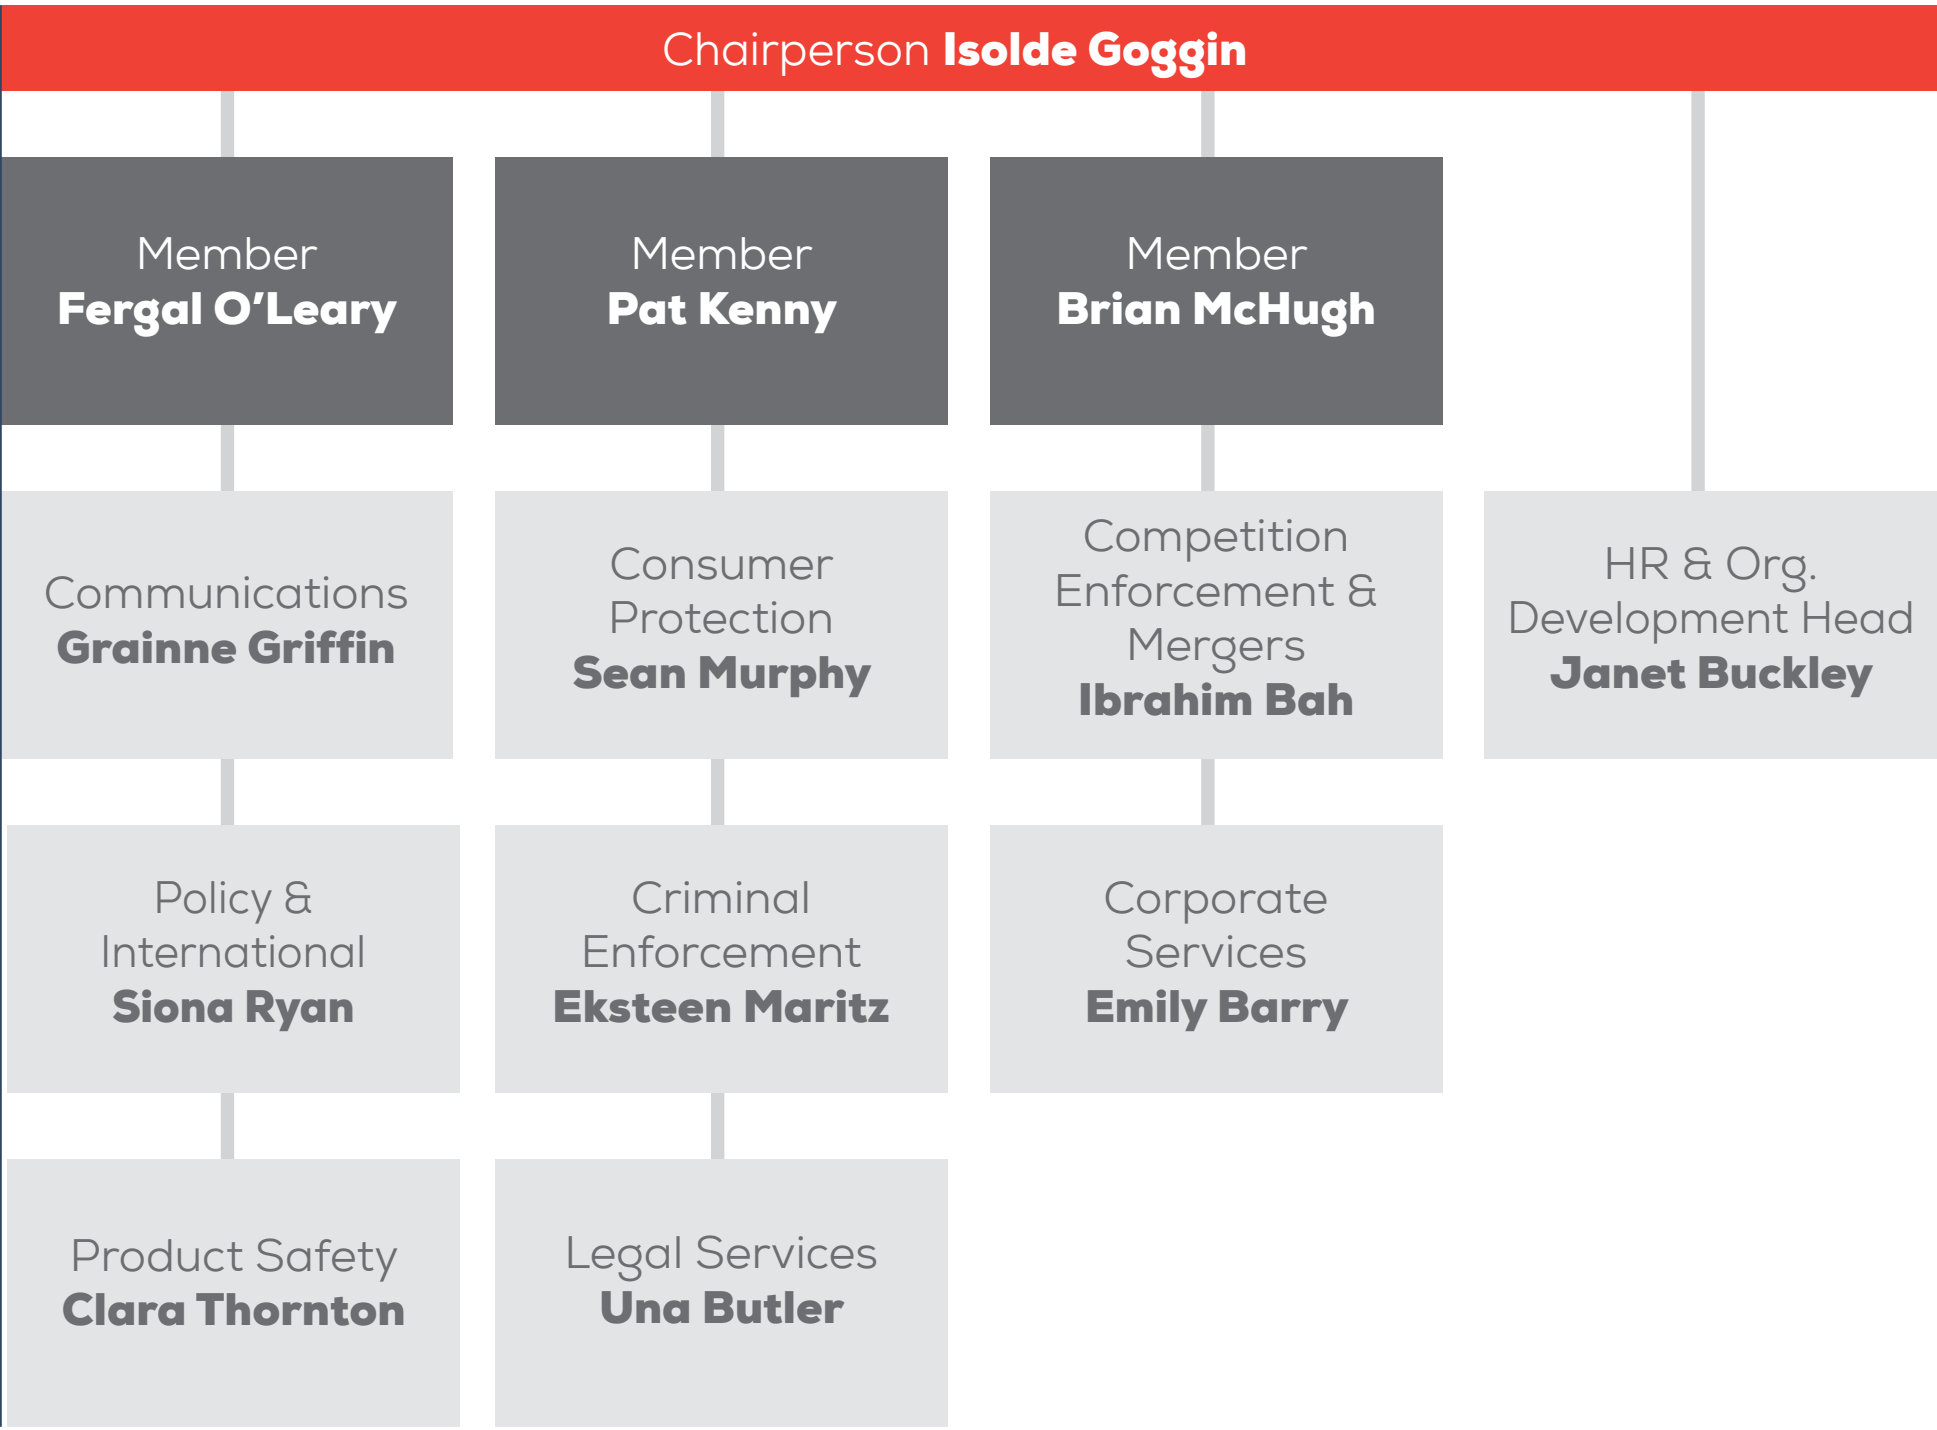 Chairperson Isolde Goggin
Member
Fergal O'Leary
Member
Pat Kenny
Member
Brian McHugh
Communications
Grainne Griffin
Consumer
Protection
Sean Murphy
Competition
Enforcement &
Mergers
Ibrahim Bah
HR & Org.
Development Head
Janet Buckley
Policy &
International
Siona Ryan
Criminal
Enforcement
Eksteen Maritz
Corporate
Services
Emily Barry
Product Safety
Clara Thornton
Legal Services
Una Butler